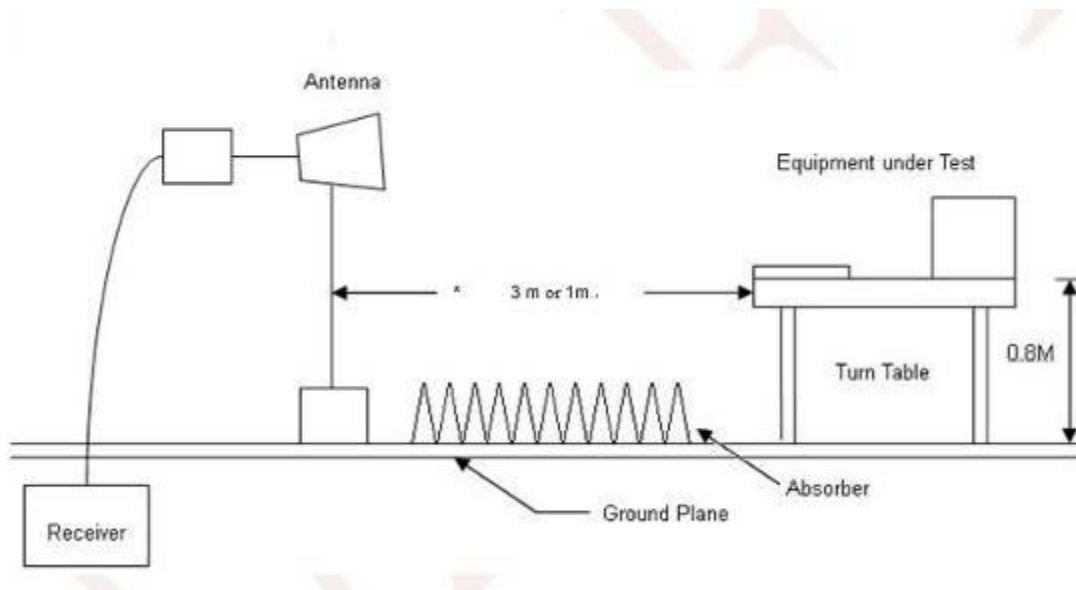 Antenna
Equipment under Test
* 3 m or 1m .
0.8M
Turn Table
Absorber
Ground Plane
Receiver